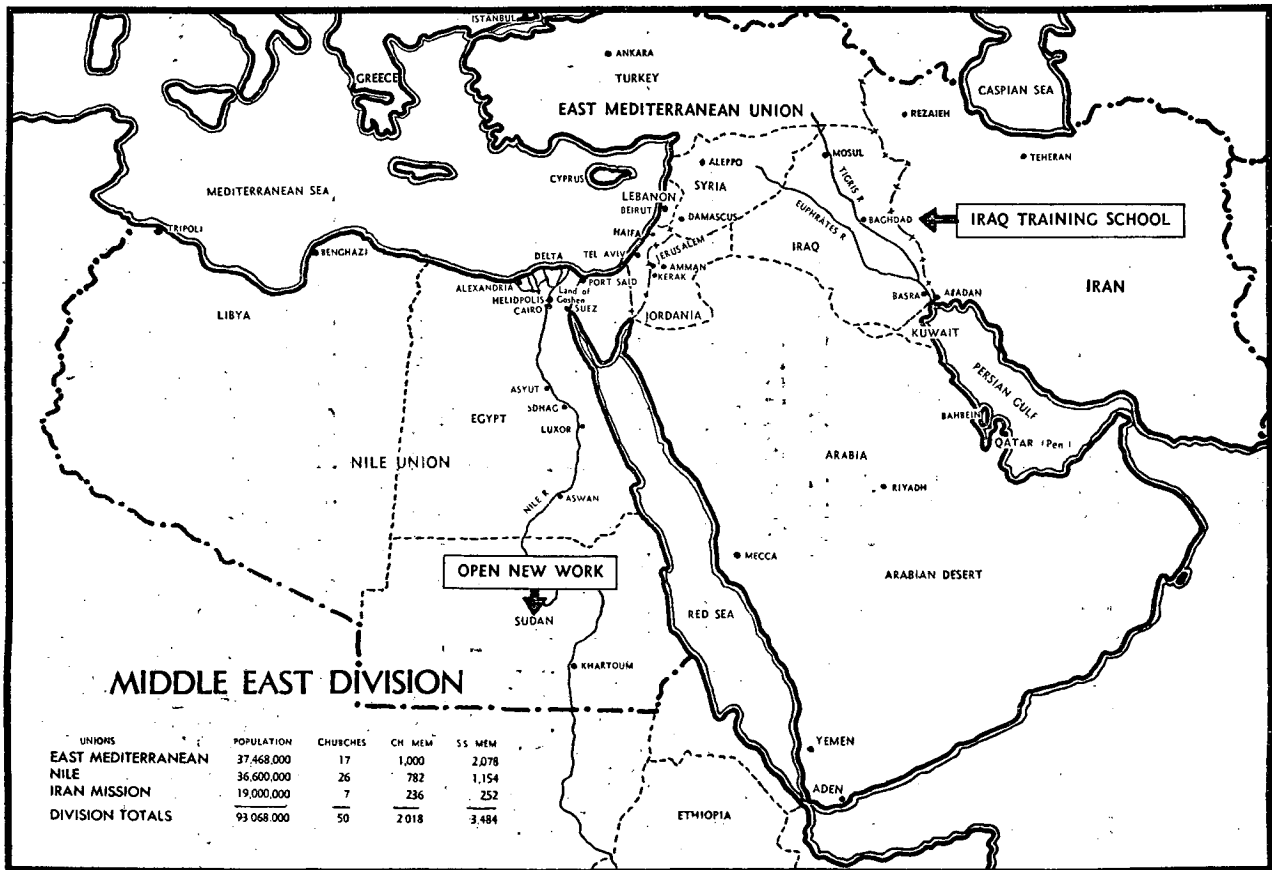 ISTANBUL
ANKARA
TURKEY
GREECE
CASPIAN SEA
EAST MEDITERRANEAN UNION
REZAIEH
MOSUL
TEHERAN
ALEPPO
CYPRUS
SYRIA
TIGRIS R
MEDITERRANEAN SEA
LEBANON
BEIRUT
DAMASCUS
EUPHRATES R
BAGHDAD
IRAQ TRAINING SCHOOL
TRIPOLI
HAIFA
JERUSALEM
IRAQ
BENGHAZI
DELTA
TEL AVIV
AMMAN
KERAK
ALEXANDRIA
PORT SAID
Land of
Goshen
HELIOPOLIS
CAIRO
SUEZ
BASRA
ABADAN
IRAN
LIBYA
JORDANIA
KUWAIT
PERSIAN GULF
ASYUT
SOHAG
EGYPT
LUXOR
BAHREIN
QATAR (Pen)
NILE UNION
ARABIA
RIYADH
NILE R
ASWAN
MECCA
OPEN NEW WORK
ARABIAN DESERT
SUDAN
RED SEA
KHARTOUM
MIDDLE EAST DIVISION
UNIONS POPULATION CHURCHES CH MEM SS MEM
EAST MEDITERRANEAN 37,468,000 17 1,000 2,078
NILE 36,600,000 26 782 1,154
IRAN MISSION 19,000,000 7 236 252
DIVISION TOTALS 93 068 000 50 2 018 3,484
YEMEN
ADEN
ETHIOPIA